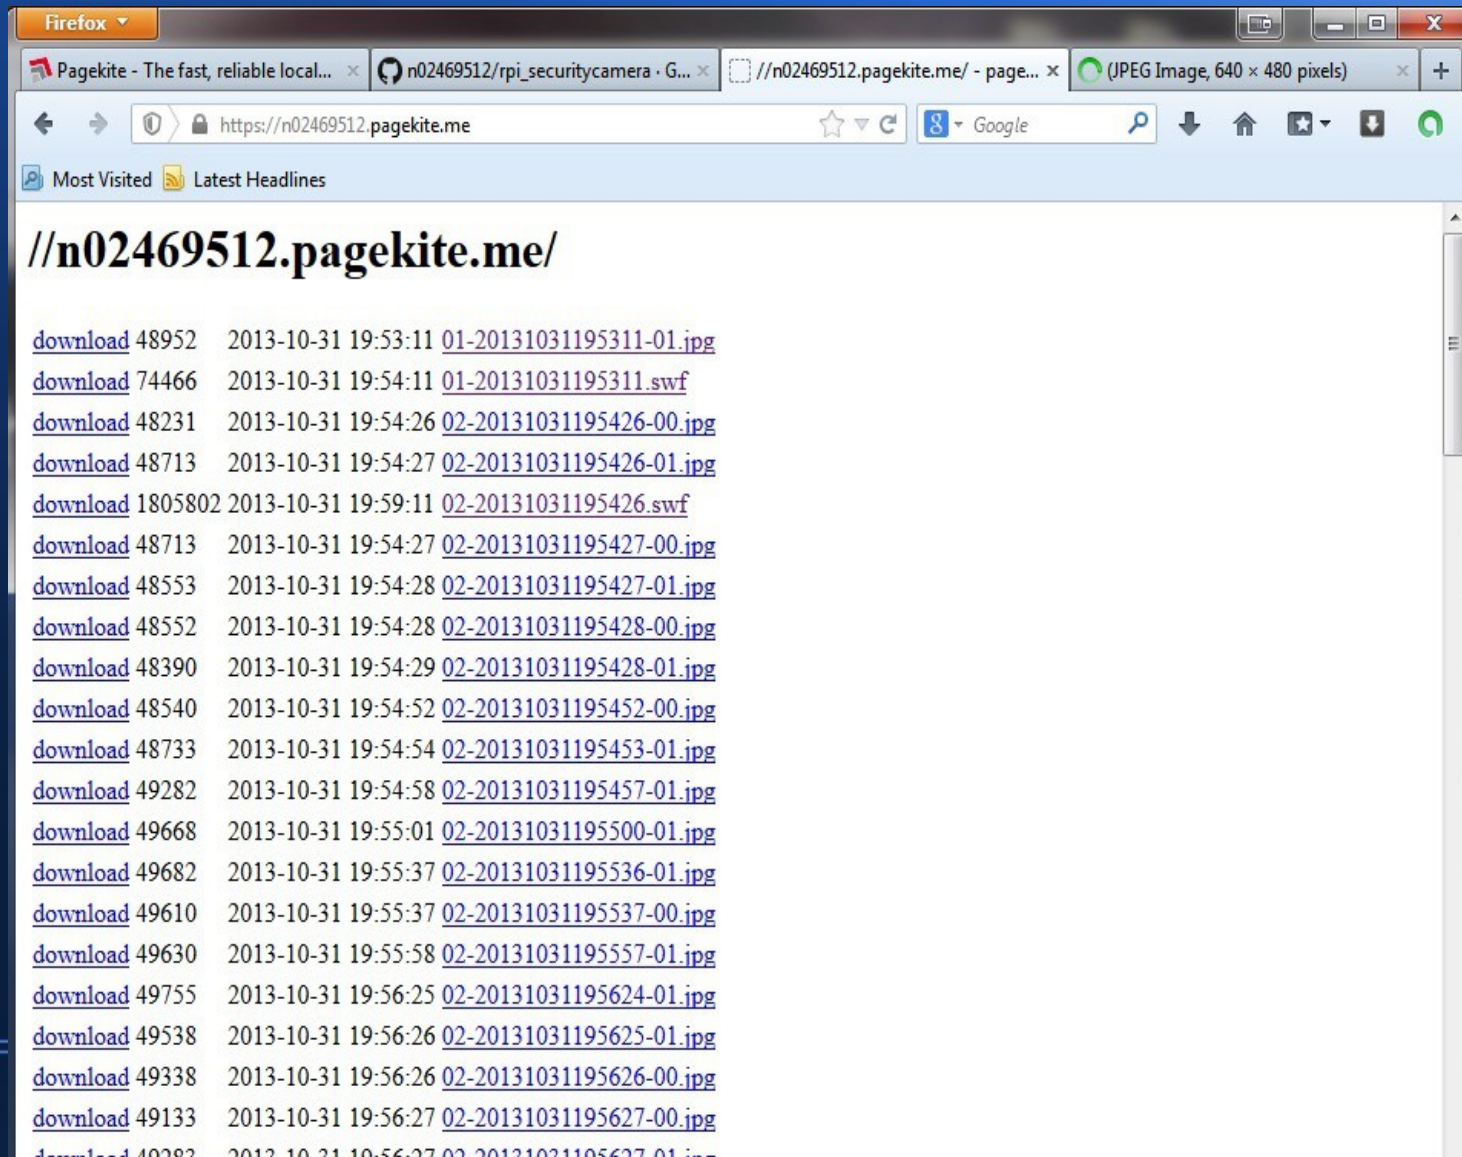 Firefox
Pagekite - The fast, reliable local... n02469512/rpi_securitycamera · G... //n02469512.pagekite.me/ - page... (JPEG Image, 640 × 480 pixels)
https://n02469512.pagekite.me Google
Most Visited Latest Headlines
//n02469512.pagekite.me/
download 48952 2013-10-31 19:53:11 01-20131031195311-01.jpg
download 74466 2013-10-31 19:54:11 01-20131031195311.swf
download 48231 2013-10-31 19:54:26 02-20131031195426-00.jpg
download 48713 2013-10-31 19:54:27 02-20131031195426-01.jpg
download 1805802 2013-10-31 19:59:11 02-20131031195426.swf
download 48713 2013-10-31 19:54:27 02-20131031195427-00.jpg
download 48553 2013-10-31 19:54:28 02-20131031195427-01.jpg
download 48552 2013-10-31 19:54:28 02-20131031195428-00.jpg
download 48390 2013-10-31 19:54:29 02-20131031195428-01.jpg
download 48540 2013-10-31 19:54:52 02-20131031195452-00.jpg
download 48733 2013-10-31 19:54:54 02-20131031195453-01.jpg
download 49282 2013-10-31 19:54:58 02-20131031195457-01.jpg
download 49668 2013-10-31 19:55:01 02-20131031195500-01.jpg
download 49682 2013-10-31 19:55:37 02-20131031195536-01.jpg
download 49610 2013-10-31 19:55:37 02-20131031195537-00.jpg
download 49630 2013-10-31 19:55:58 02-20131031195557-01.jpg
download 49755 2013-10-31 19:56:25 02-20131031195624-01.jpg
download 49538 2013-10-31 19:56:26 02-20131031195625-01.jpg
download 49338 2013-10-31 19:56:26 02-20131031195626-00.jpg
download 49133 2013-10-31 19:56:27 02-20131031195627-00.jpg
download 49283 2013-10-31 19:56:27 02-20131031195627-01.jpg